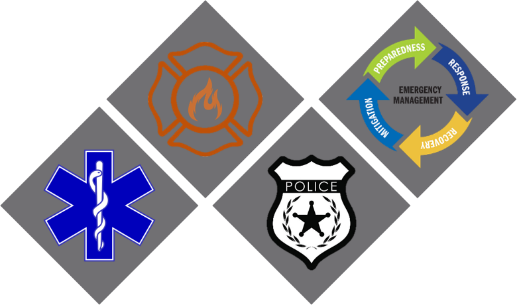 PREPAREDNESS
RESPONSE
EMERGENCY
MANAGEMENT
MITIGATION
RECOVERY
POLICE